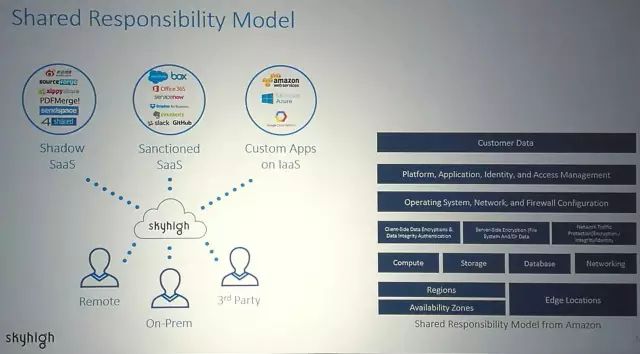 Shared Responsibility Model
sourceforge
zippyshare
PDFMerge!
sendspace
4shared
salesforce
box
Office 365
servicenow
Dropbox for Business
EVERNOTE
slack GitHub
amazon
web services
Microsoft
Azure
Google Cloud Platform
Shadow
SaaS
Sanctioned
SaaS
Custom Apps
on IaaS
skyhigh
Remote
On-Prem
3rd Party
Customer Data
Platform, Application, Identity, and Access Management
Operating System, Network, and Firewall Configuration
Client-Side Data Encryptions &
Data Integrity Authentication
Server-Side Encryption (File
System And/Or Data
Network Traffic
Protection(Encryption/
Integrity/Identity
Compute
Storage
Database
Networking
Regions
Availability Zones
Edge Locations
Shared Responsibility Model from Amazon
skyhigh